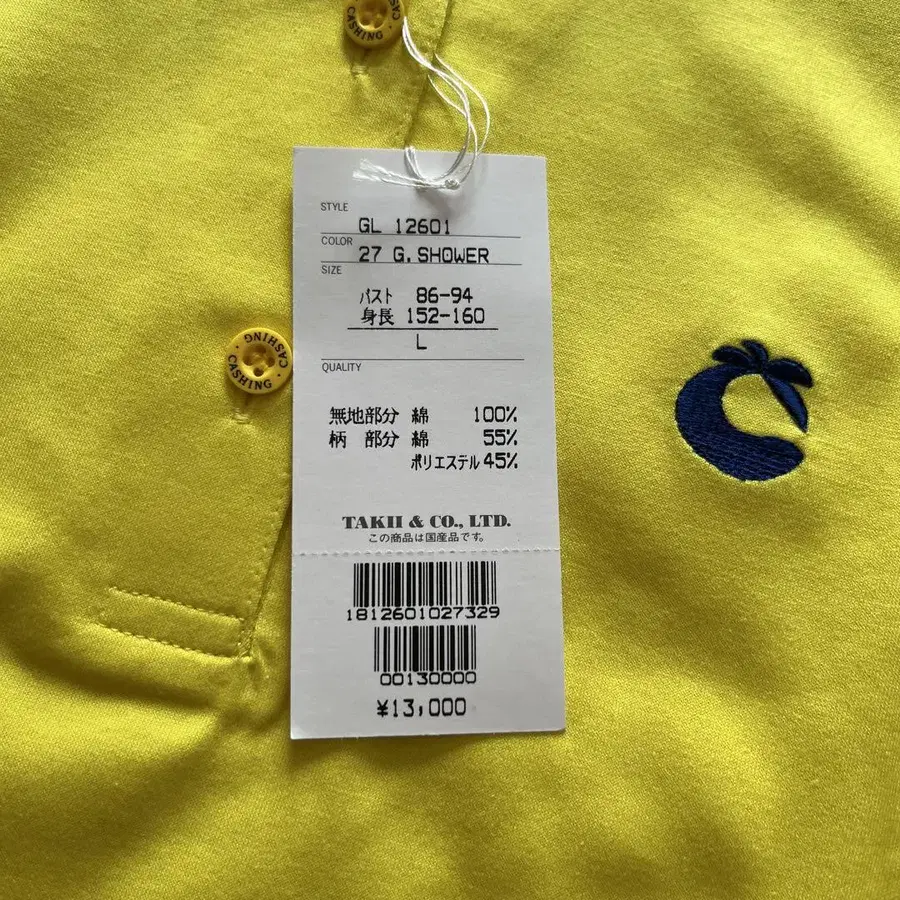 CASHING
STYLE
GL 12601
COLOR
27 G.SHOWER
SIZE
バスト 86-94
身長 152-160
L
QUALITY
CASHING・CASHING・
無地部分 綿 100%
柄 部分 綿 55%
ポリエステル 45%
TAKII & CO., LTD.
この商品は国産品です。
1812601027329
00130000
¥13,000